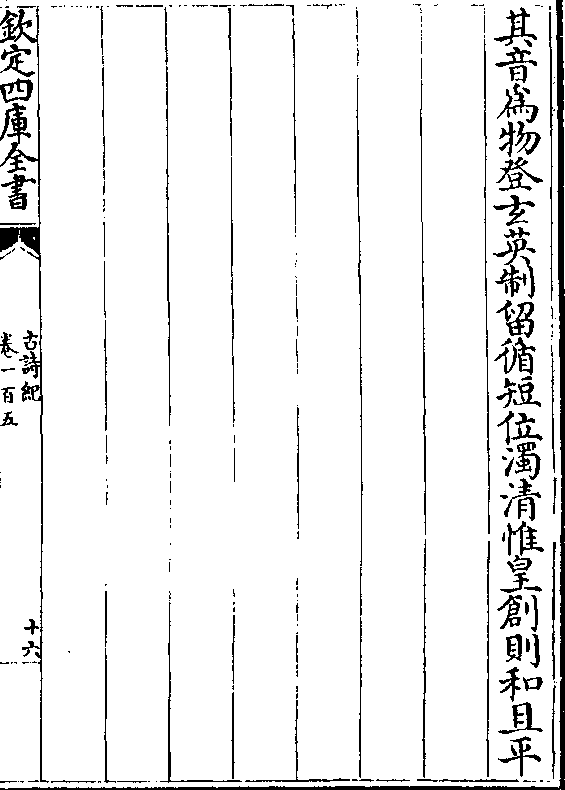 其音爲物登玄英制留循短位濁清惟皇創則和且平
欽定四庫全書
古詩紀
卷一百五
十六